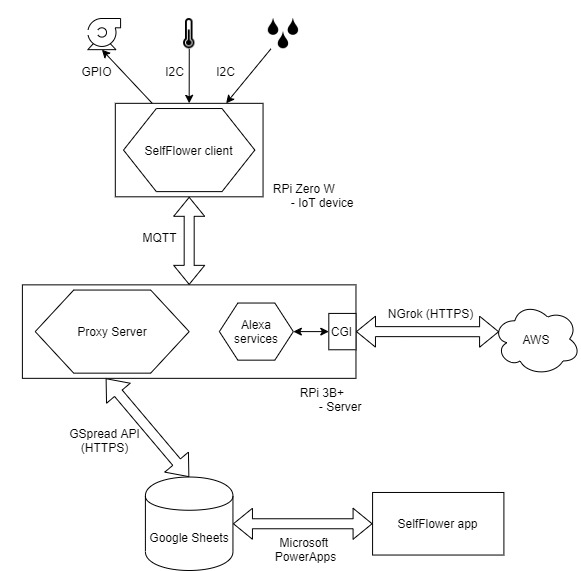 GPIO
I2C
I2C
SelfFlower client
RPi Zero W
- IoT device
MQTT
Proxy Server
Alexa
services
CGI
NGrok (HTTPS)
AWS
RPi 3B+
- Server
GSpread API
(HTTPS)
Google Sheets
Microsoft
PowerApps
SelfFlower app